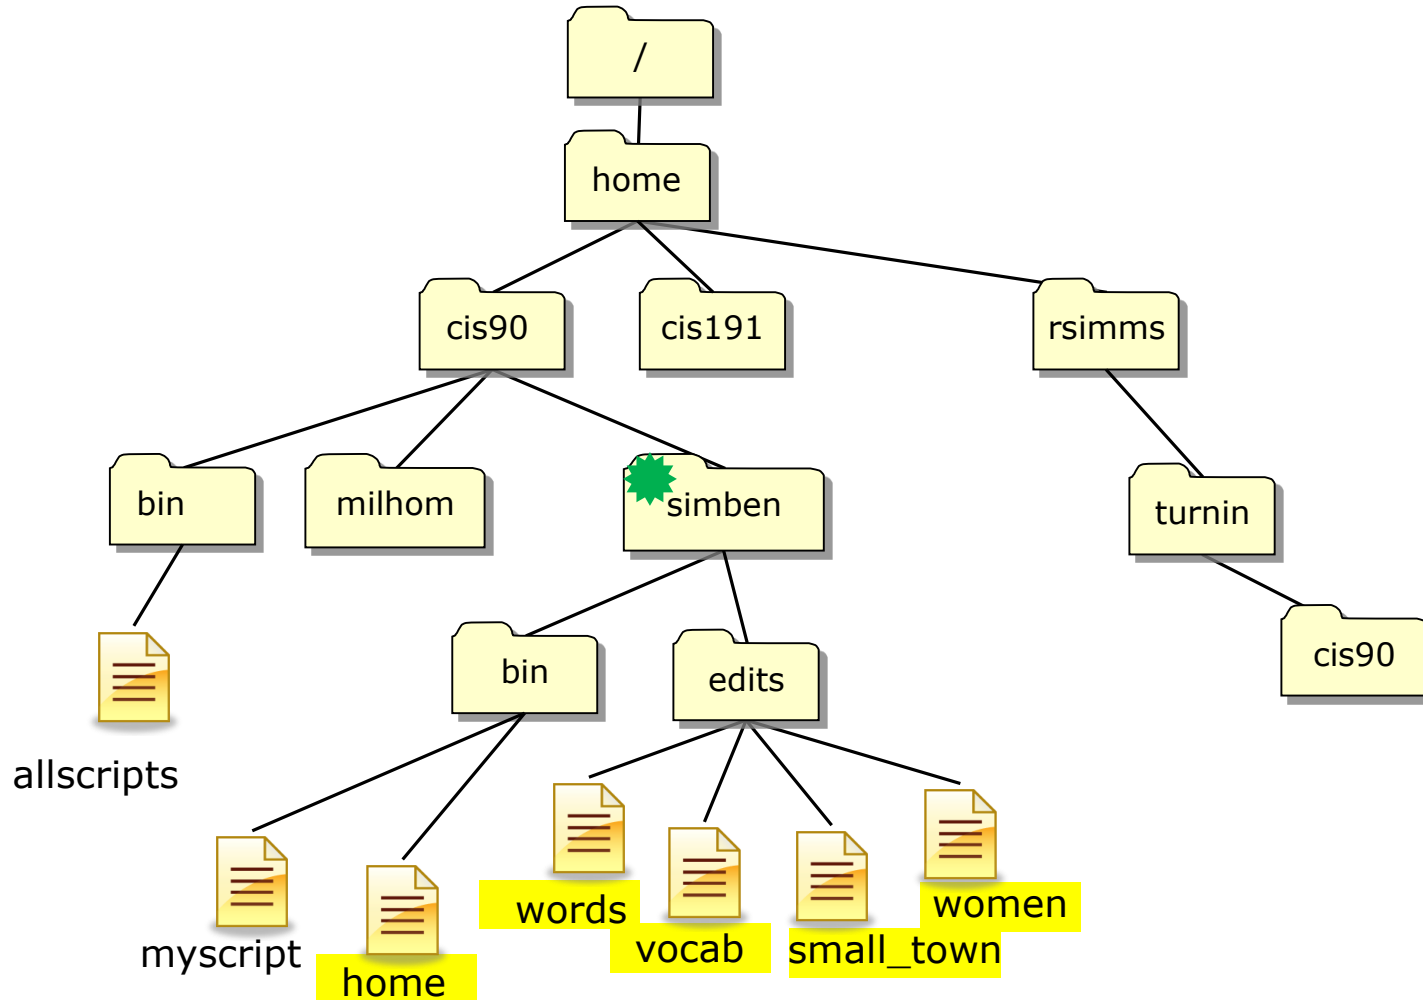 /
home
cis90
cis191
rsimms
bin
milhom
simben
turnin
bin
edits
cis90
allscripts
myscript
home
words
vocab
small_town
women